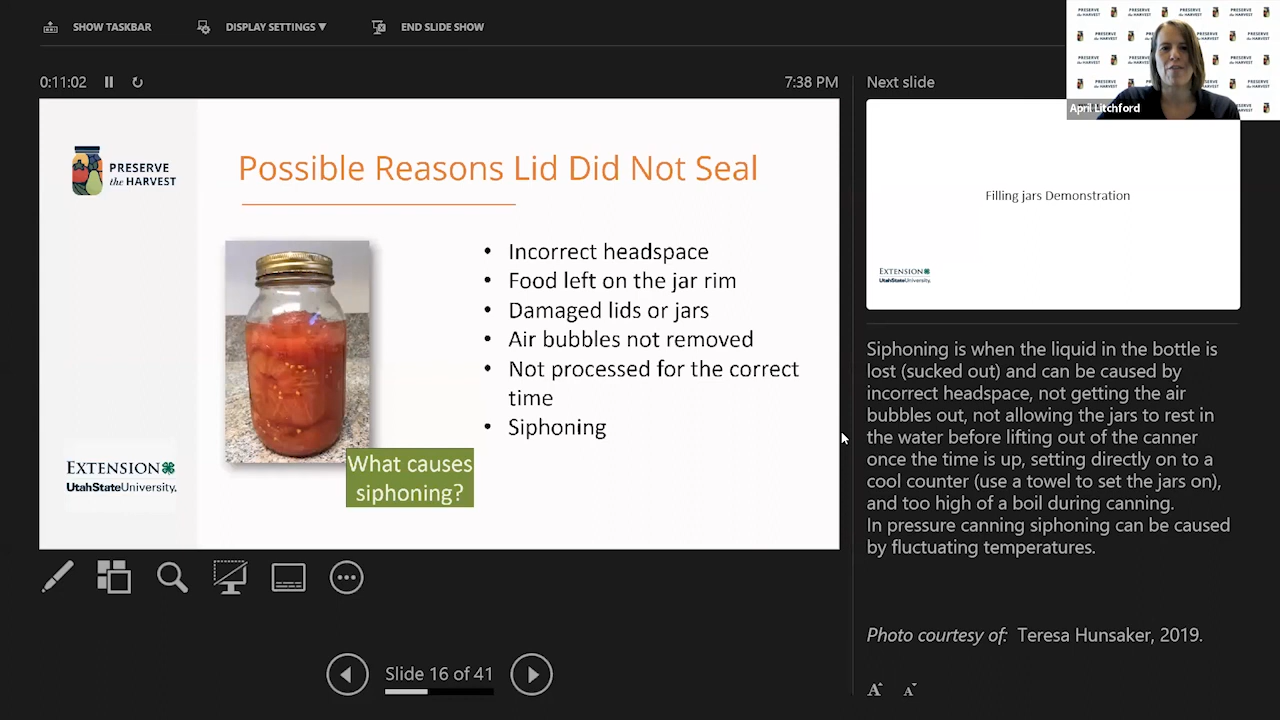 SHOW TASKBAR
DISPLAY SETTINGS ▼
END SLIDE SHO
0:11:02
7:38 PM
Next slide
April Litchford
PRESERVE
the HARVEST
Possible Reasons Lid Did Not Seal
• Incorrect headspace
• Food left on the jar rim
• Damaged lids or jars
• Air bubbles not removed
• Not processed for the correct
time
• Siphoning
What causes
siphoning?
EXTENSION
UtahStateUniversity.
Filling jars Demonstration
EXTENSION
UtahStateUniversity.
Siphoning is when the liquid in the bottle is
lost (sucked out) and can be caused by
incorrect headspace, not getting the air
bubbles out, not allowing the jars to rest in
the water before lifting out of the canner
once the time is up, setting directly on to a
cool counter (use a towel to set the jars on),
and too high of a boil during canning.
In pressure canning siphoning can be caused
by fluctuating temperatures.
Photo courtesy of: Teresa Hunsaker, 2019.
Slide 16 of 41
A A